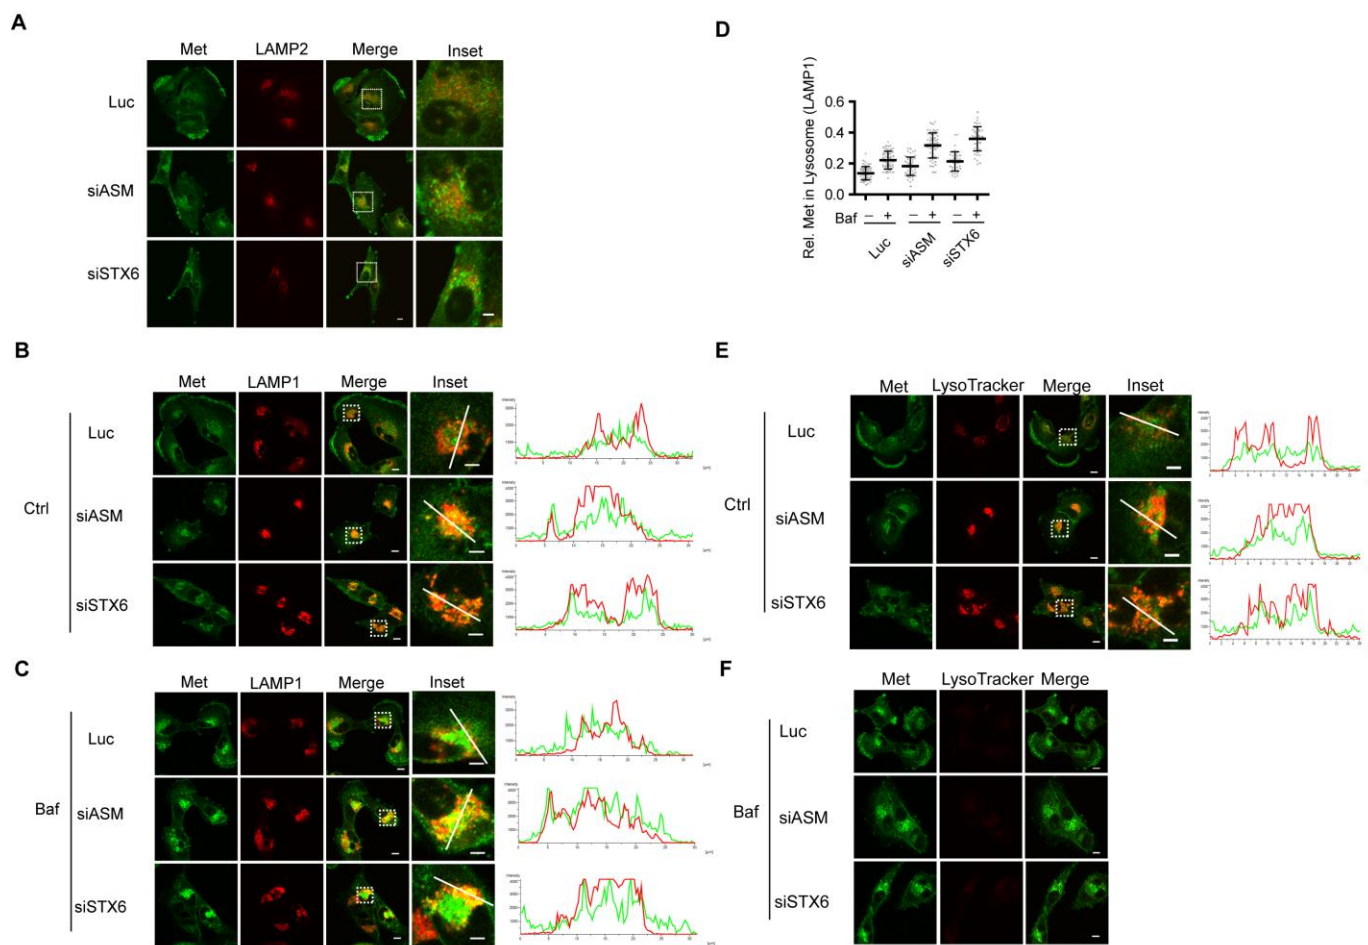 A
Met LAMP2 Merge Inset
Luc
siASM
siSTX6
B
Met LAMP1 Merge Inset
Ctrl
Luc
siASM
siSTX6
C
Met LAMP1 Merge Inset
Baf
Luc
siASM
siSTX6
D
Rel. Met in Lysosome (LAMP1)
0.6
0.4
0.2
0.0
Baf – + – + – +
Luc siASM siSTX6
E
Met LysoTracker Merge Inset
Ctrl
Luc
siASM
siSTX6
F
Met LysoTracker Merge
Baf
Luc
siASM
siSTX6